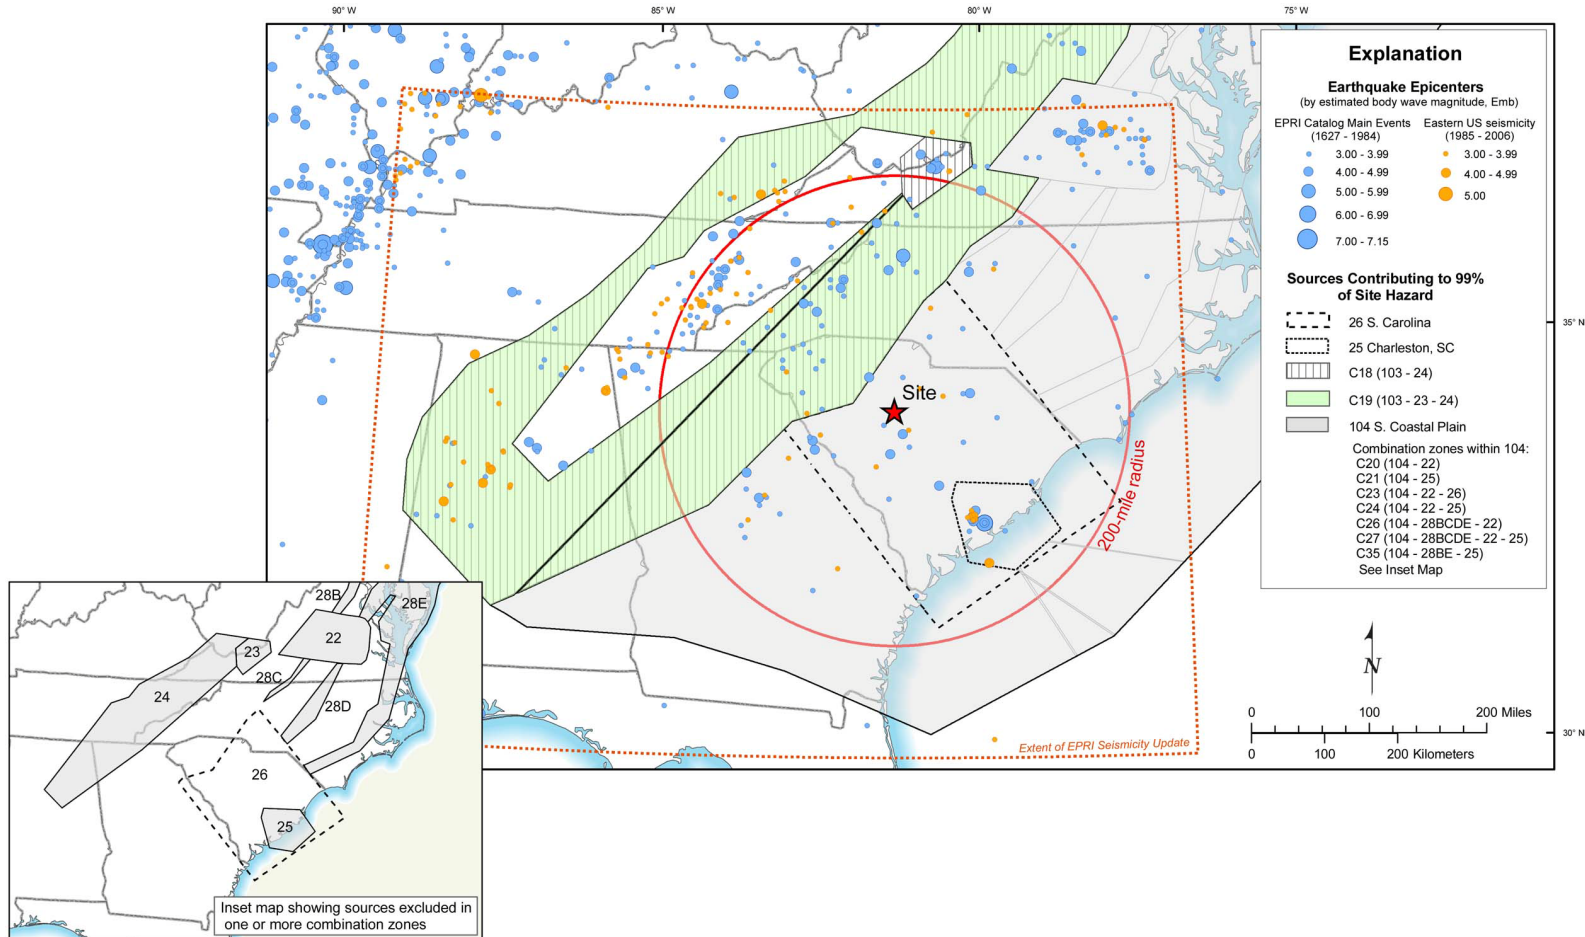 90° W
85° W
80° W
75° W
Explanation
Earthquake Epicenters
(by estimated body wave magnitude, Emb)
EPRI Catalog Main Events
(1627 - 1984)
3.00 - 3.99
4.00 - 4.99
5.00 - 5.99
6.00 - 6.99
7.00 - 7.15
Eastern US seismicity
(1985 - 2006)
3.00 - 3.99
4.00 - 4.99
5.00
Sources Contributing to 99%
of Site Hazard
26 S. Carolina
25 Charleston, SC
C18 (103 - 24)
C19 (103 - 23 - 24)
104 S. Coastal Plain
Combination zones within 104:
C20 (104 - 22)
C21 (104 - 25)
C23 (104 - 22 - 26)
C24 (104 - 22 - 25)
C26 (104 - 28BCDE - 22)
C27 (104 - 28BCDE - 22 - 25)
C35 (104 - 28BE - 25)
See Inset Map
35° N
30° N
Site
200-mile radius
Extent of EPRI Seismicity Update
N
0 100 200 Miles
0 100 200 Kilometers
28B
28E
22
23
28C
24
28D
26
25
Inset map showing sources excluded in
one or more combination zones